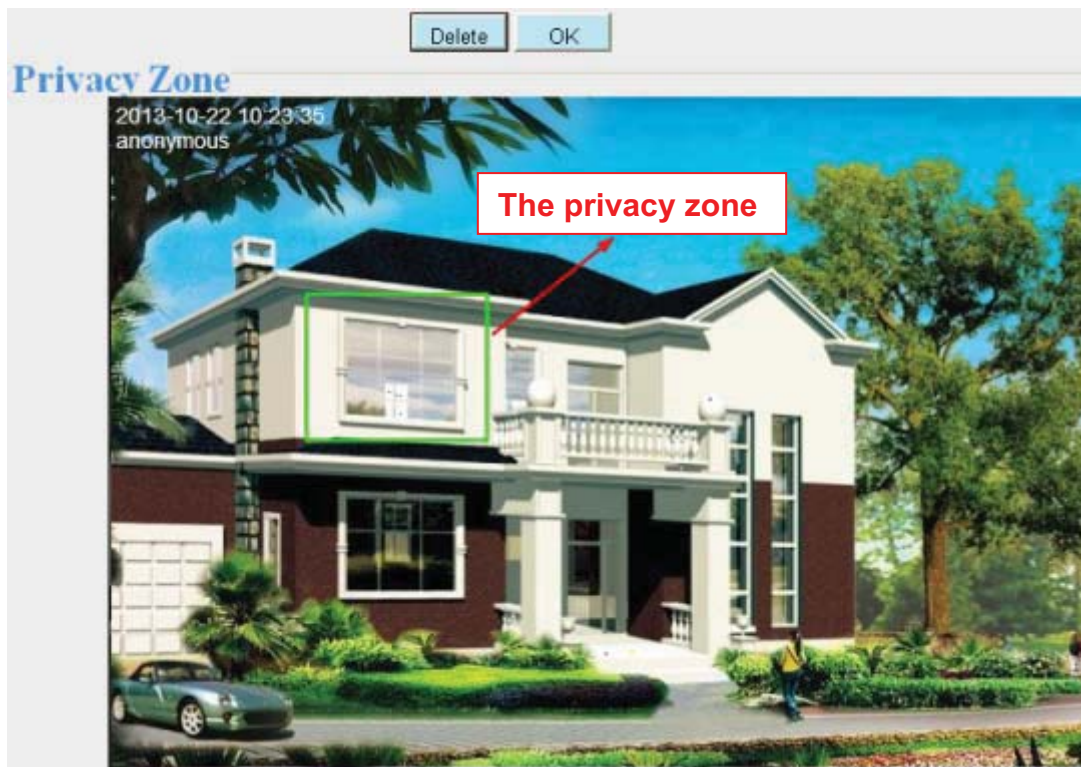 Delete OK
Privacy Zone
2013-10-22 10:23:35
anonymous
The privacy zone